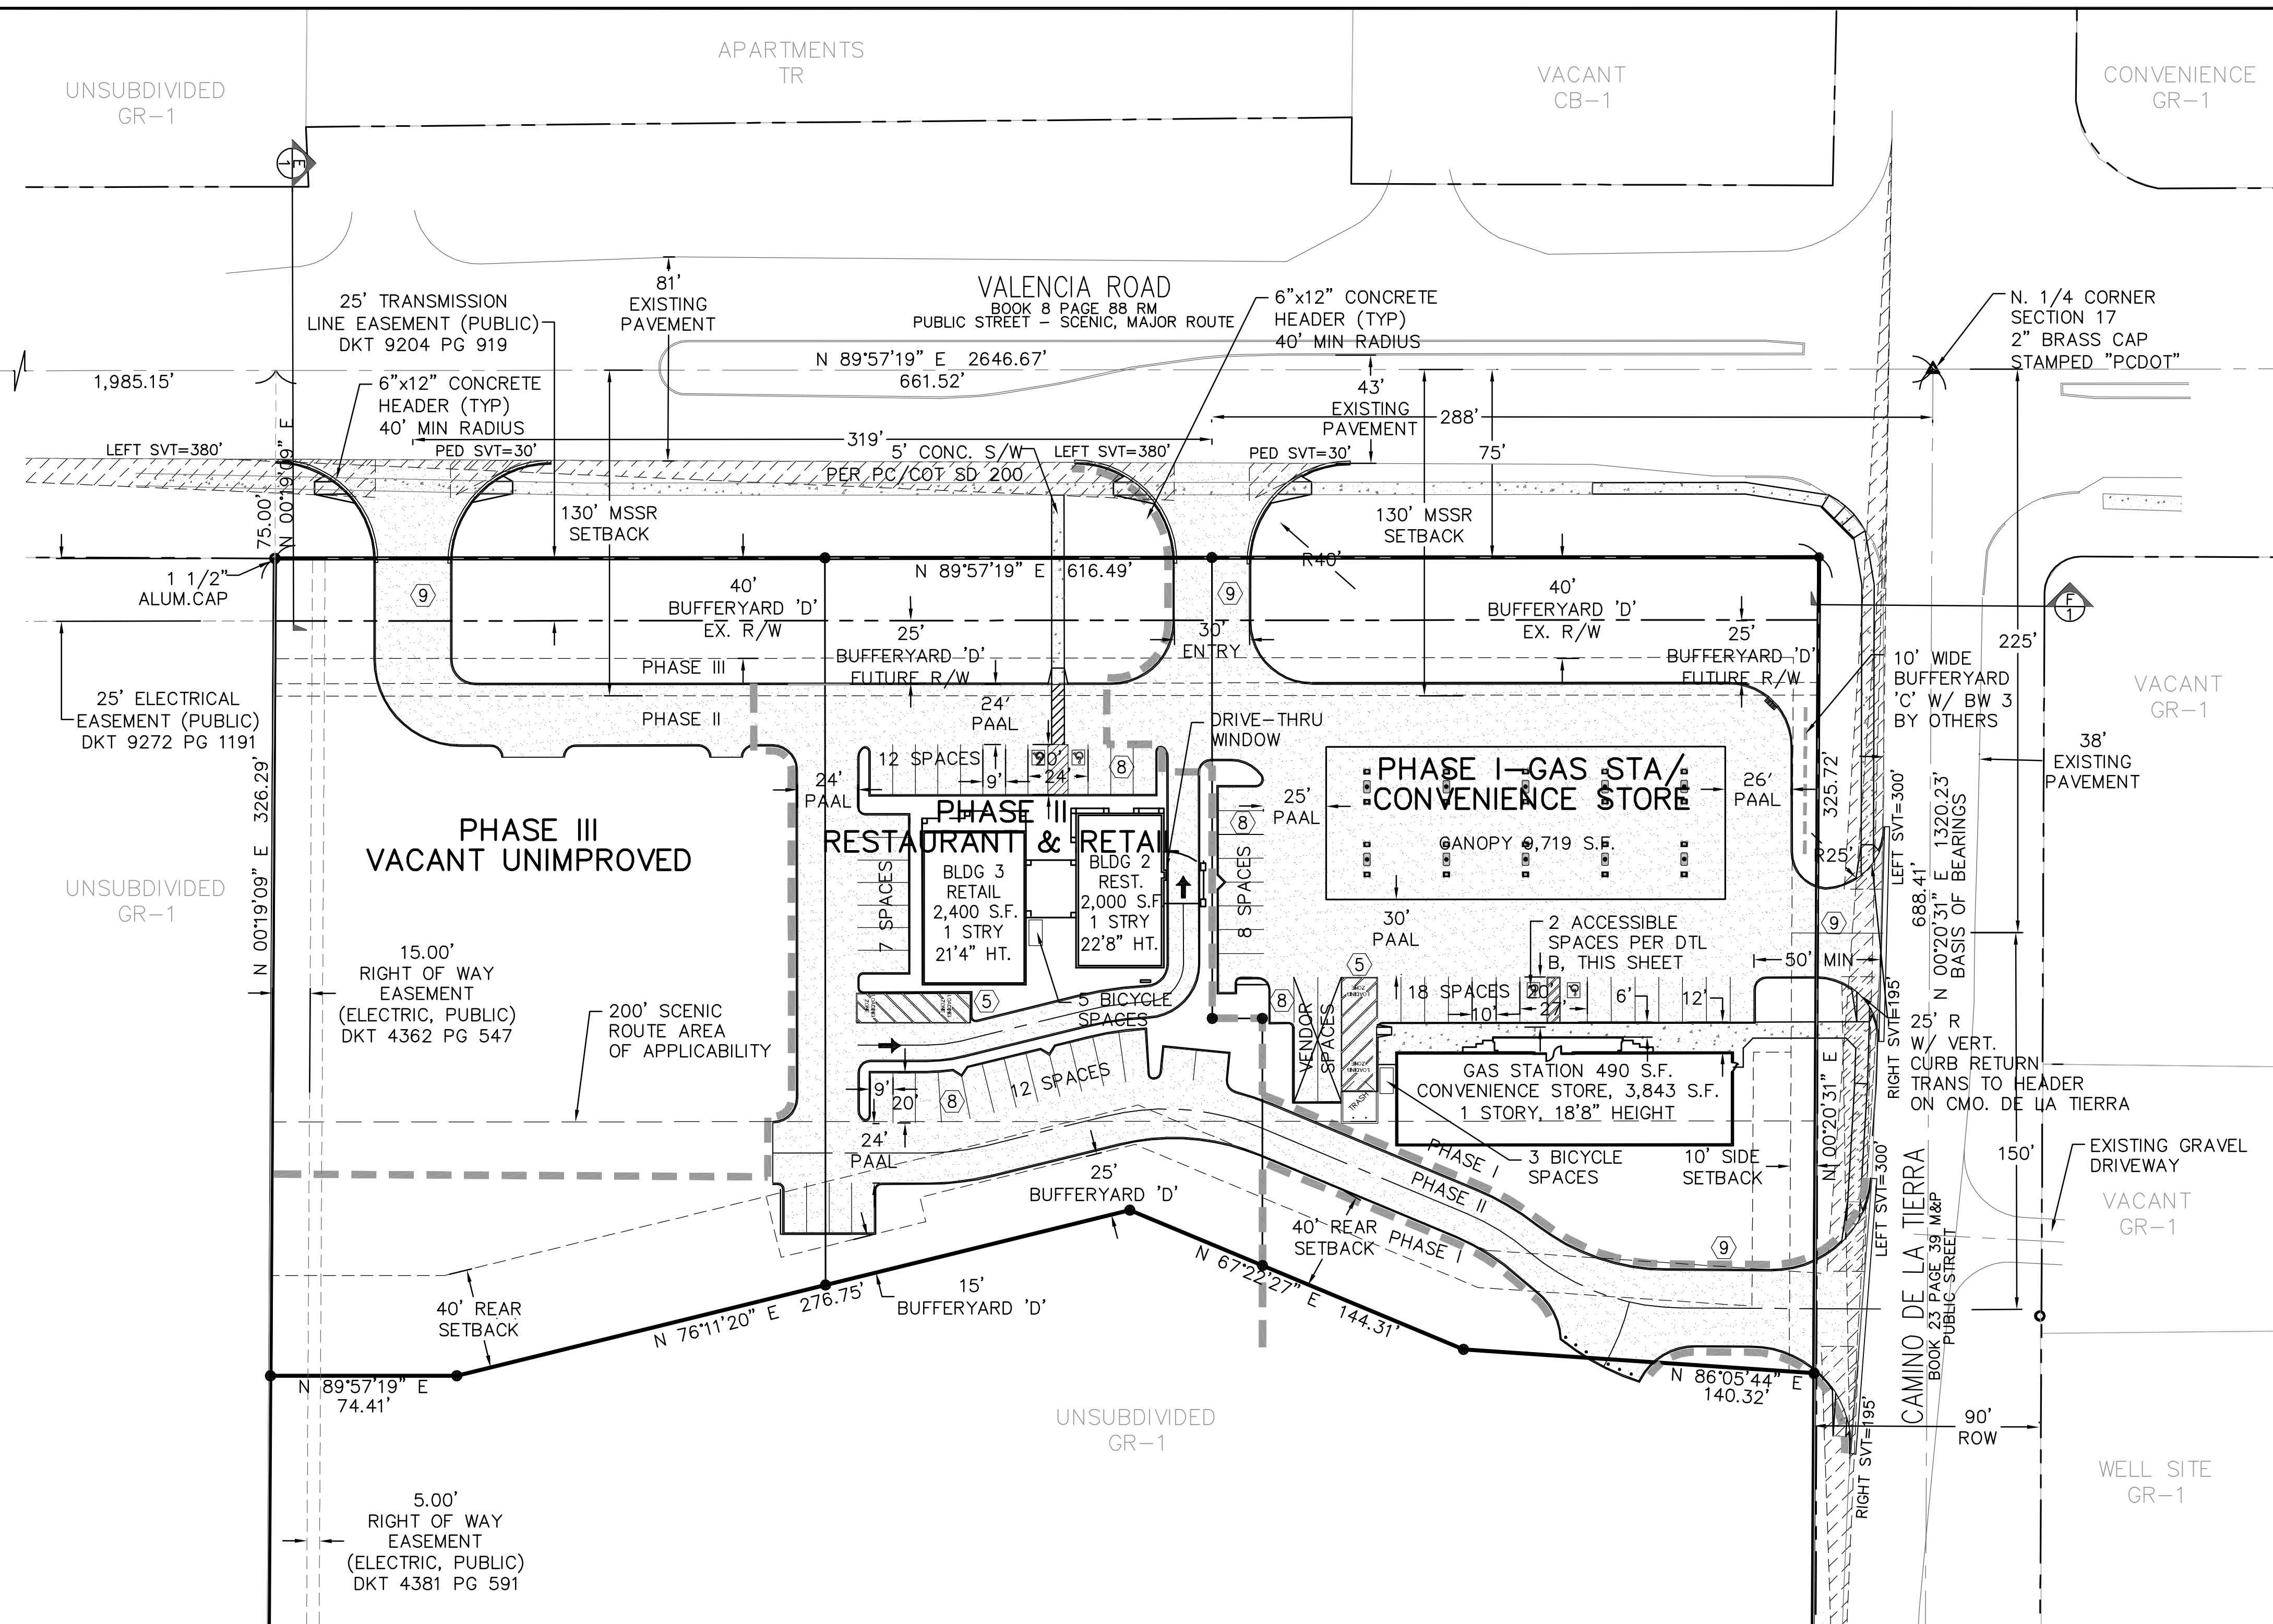 UNSUBDIVIDED
GR-1
APARTMENTS
TR
VACANT
CB-1
CONVENIENCE
GR-1
E
1
25' TRANSMISSION
LINE EASEMENT (PUBLIC)
DKT 9204 PG 919
81'
EXISTING
PAVEMENT
VALENCIA ROAD
BOOK 8 PAGE 88 RM
PUBLIC STREET - SCENIC, MAJOR ROUTE
6"x12" CONCRETE
HEADER (TYP)
40' MIN RADIUS
N. 1/4 CORNER
SECTION 17
2" BRASS CAP
STAMPED "PCDOT"
1,985.15'
6"x12" CONCRETE
HEADER (TYP)
40' MIN RADIUS
N 89°57'19" E 2646.67'
661.52'
43'
EXISTING
PAVEMENT
288'
319'
75'
LEFT SVT=380'
PED SVT=30'
5' CONC. S/W
PER PC/COT SD 200
LEFT SVT=380'
PED SVT=30'
75.00'
N 00°19'09" E
130' MSSR
SETBACK
130' MSSR
SETBACK
R40'
1 1/2"
ALUM.CAP
9
N 89°57'19" E 616.49'
40'
BUFFERYARD 'D'
EX. R/W
25'
BUFFERYARD 'D'
FUTURE R/W
9
30'
ENTRY
40'
BUFFERYARD 'D'
EX. R/W
25'
BUFFERYARD 'D'
FUTURE R/W
F
1
225'
10' WIDE
BUFFERYARD
'C' W/ BW 3
BY OTHERS
VACANT
GR-1
25' ELECTRICAL
EASEMENT (PUBLIC)
DKT 9272 PG 1191
PHASE III
PHASE II
24'
PAAL
DRIVE-THRU
WINDOW
38'
EXISTING
PAVEMENT
12 SPACES
9'
20'
24'
8
24'
PAAL
25'
PAAL
PHASE I-GAS STA/
CONVENIENCE STORE
CANOPY 9,719 S.F.
26'
PAAL
325.72'
R25'
LEFT SVT=300'
688.41'
N 00°20'31" E 1320.23'
BASIS OF BEARINGS
N 00°19'09" E 326.29'
PHASE III
VACANT UNIMPROVED
PHASE II
RESTAURANT & RETAIL
BLDG 3
RETAIL
2,400 S.F.
1 STRY
21'4" HT.
BLDG 2
REST.
2,000 S.F.
1 STRY
22'8" HT.
7 SPACES
8
8 SPACES
UNSUBDIVIDED
GR-1
30'
PAAL
2 ACCESSIBLE
SPACES PER DTL
B, THIS SHEET
9
50' MIN
15.00'
RIGHT OF WAY
EASEMENT
(ELECTRIC, PUBLIC)
DKT 4362 PG 547
200' SCENIC
ROUTE AREA
OF APPLICABILITY
LOADING
ZONE
LOADING
ZONE
5
5 BICYCLE
SPACES
8
VENDOR
SPACES
5
LOADING
ZONE
LOADING
ZONE
TRASH
18 SPACES
10'
20'
27'
6'
12'
RIGHT SVT=195'
25' R
W/ VERT.
CURB RETURN
TRANS TO HEADER
ON CMO. DE LA TIERRA
GAS STATION 490 S.F.
CONVENIENCE STORE, 3,843 S.F.
1 STORY, 18'8" HEIGHT
N 00°20'31" E
9'
20'
8
12 SPACES
24'
PAAL
25'
BUFFERYARD 'D'
PHASE I
PHASE II
PHASE I
3 BICYCLE
SPACES
10' SIDE
SETBACK
LEFT SVT=300'
150'
EXISTING GRAVEL
DRIVEWAY
VACANT
GR-1
CAMINO DE LA TIERRA
BOOK 23 PAGE 39 M&P
PUBLIC STREET
40' REAR
SETBACK
9
40' REAR
SETBACK
15'
BUFFERYARD 'D'
N 76°11'20" E 276.75'
N 67°22'27" E 144.31'
N 89°57'19" E
74.41'
N 86°05'44" E
140.32'
UNSUBDIVIDED
GR-1
90'
ROW
RIGHT SVT=195'
WELL SITE
GR-1
5.00'
RIGHT OF WAY
EASEMENT
(ELECTRIC, PUBLIC)
DKT 4381 PG 591